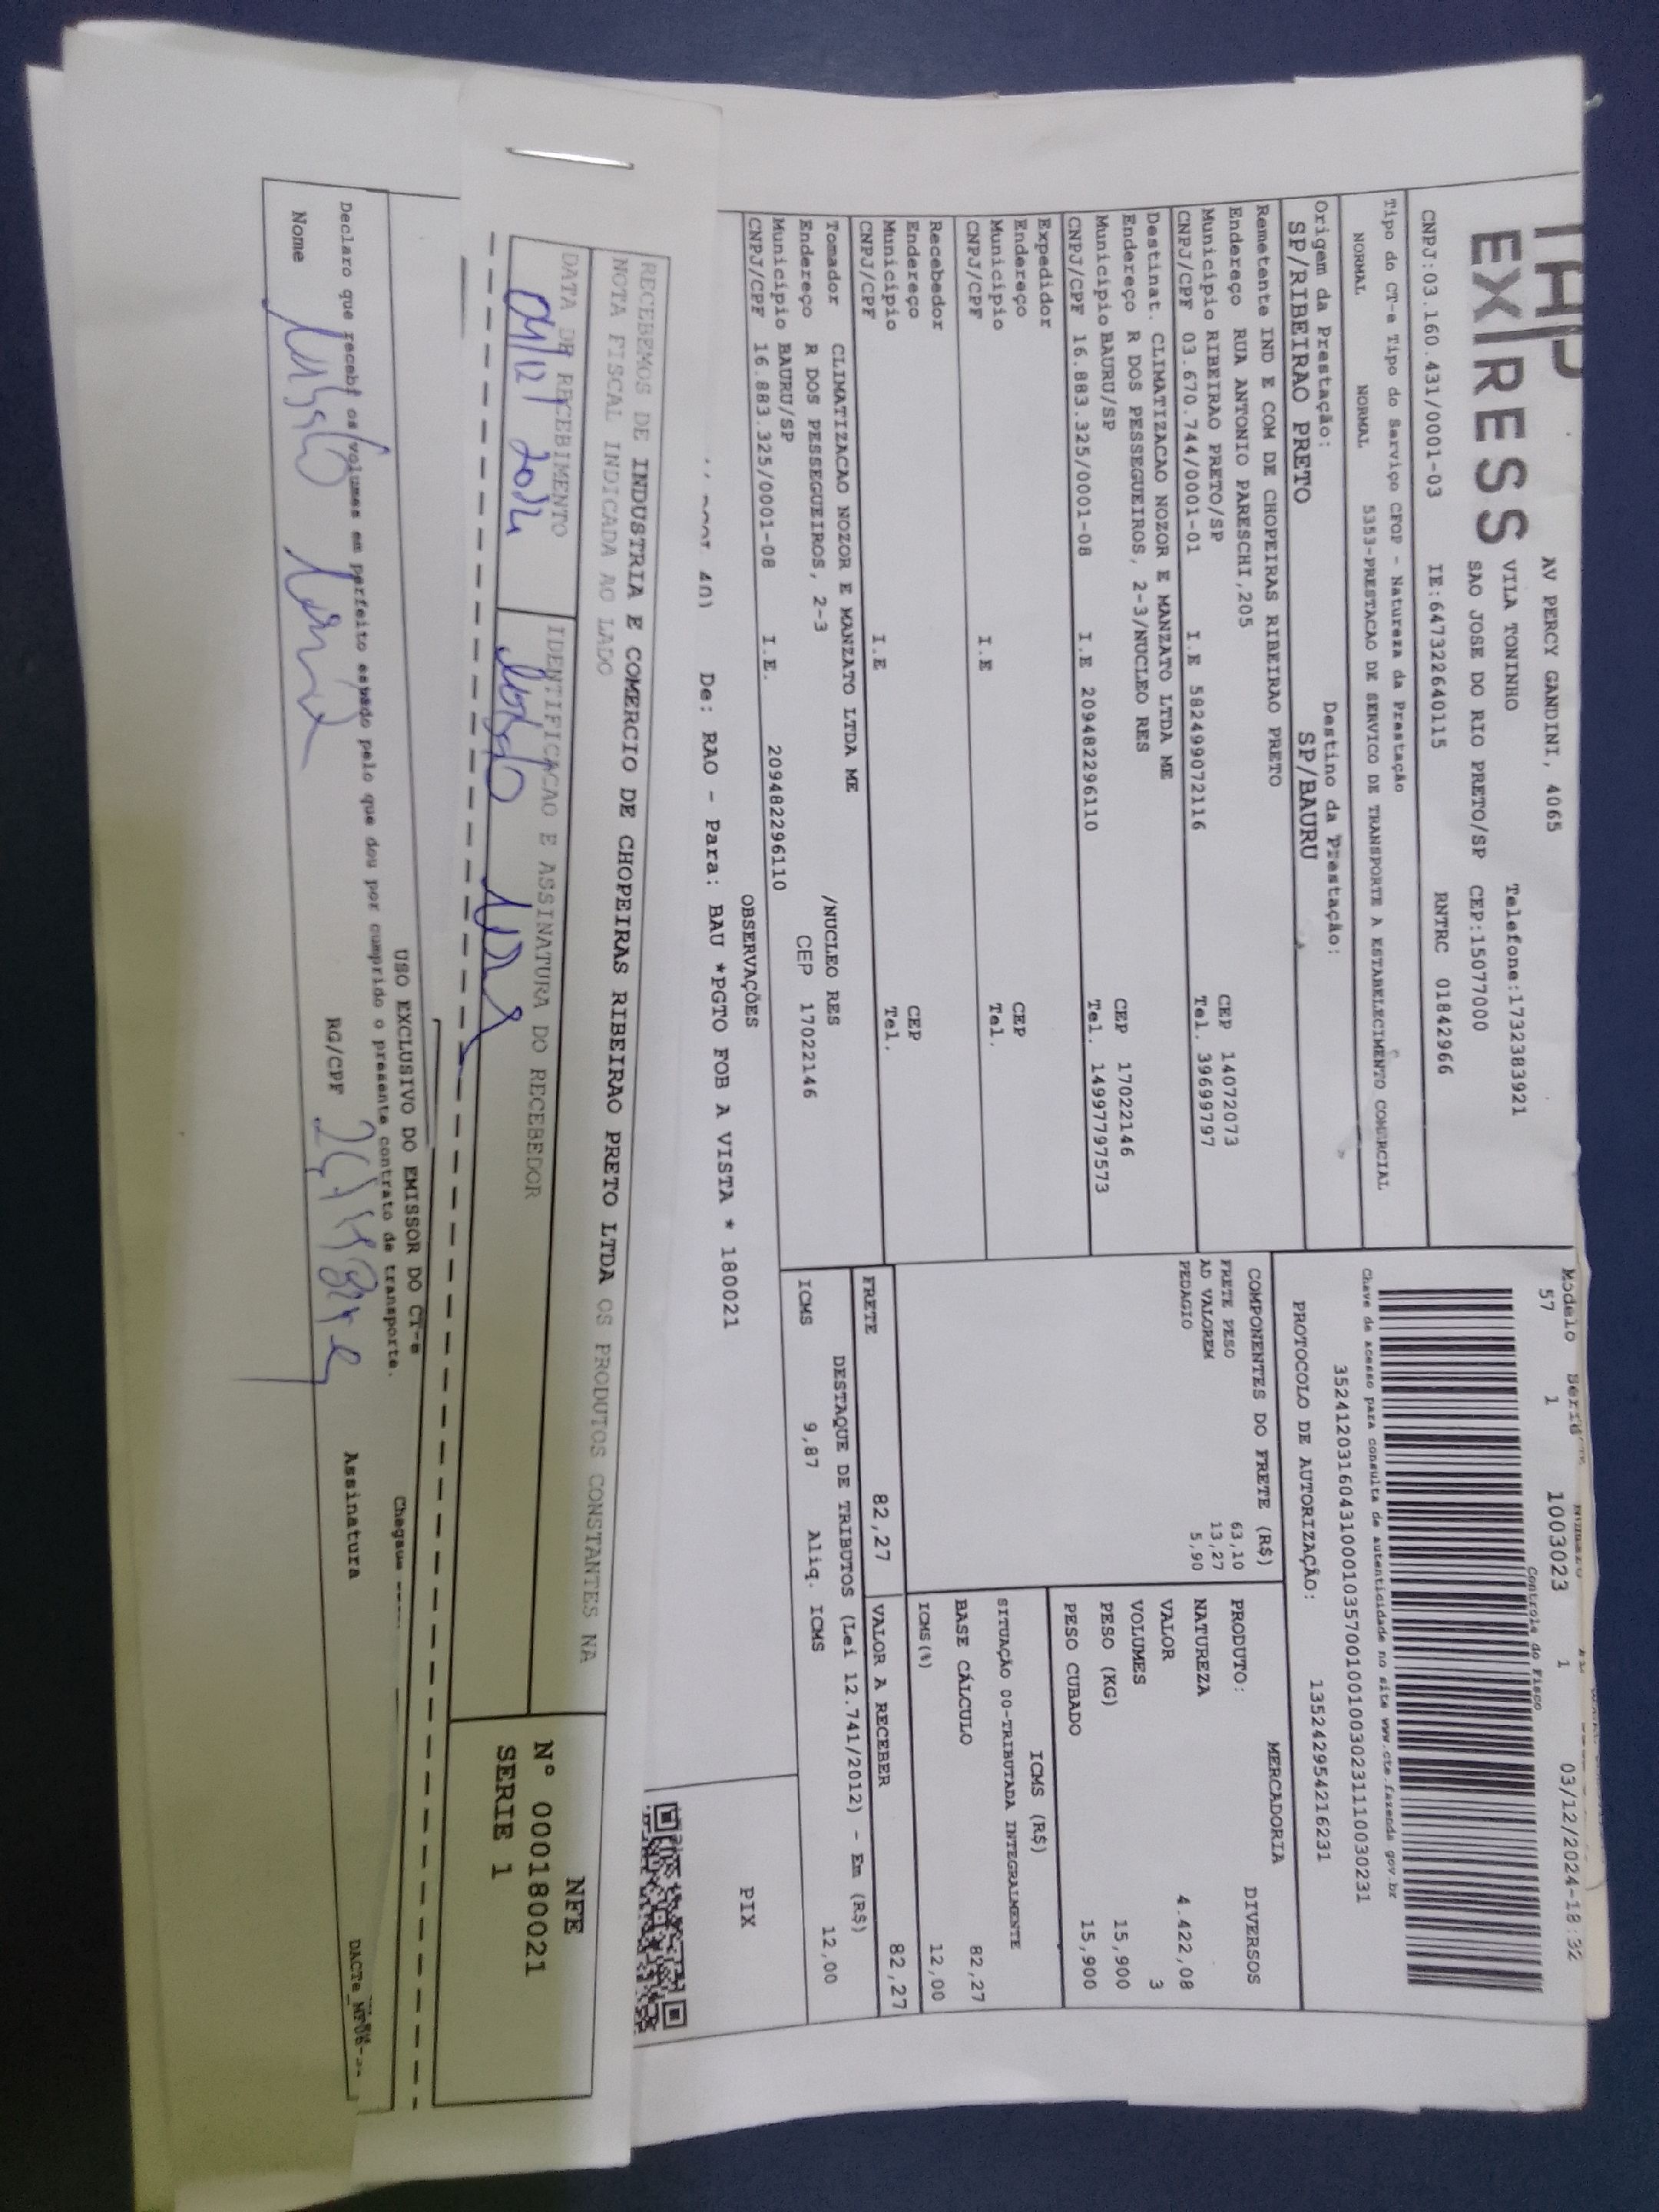 EXPRESS
AV PERCY GANDINI, 4065
VILA TONINHO Telefone:1732383921
SAO JOSE DO RIO PRETO/SP CEP:15077000
CNPJ:03.160.431/0001-03 IE:647322640115 RNTRC 01842966
Modelo Serie
57 1 1003023 1 03/12/2024-18:32
Controle do Fisco
Chave de acesso para consulta de autenticidade no site www.cte.fazenda.gov.br
PROTOCOLO DE AUTORIZAÇÃO: 135242954216231
Tipo do CT-e Tipo do Serviço CFOP - Natureza da Prestação
NORMAL NORMAL 5353-PRESTACAO DE SERVICO DE TRANSPORTE A ESTABELECIMENTO COMERCIAL
Origem da Prestação: Destino da Prestação:
SP/RIBEIRAO PRETO SP/BAURU
Remetente IND E COM DE CHOPEIRAS RIBEIRAO PRETO
Endereço RUA ANTONIO PARESCHI,205 CEP 14072073
Município RIBEIRAO PRETO/SP Tel. 39699797
CNPJ/CPF 03.670.744/0001-01 I.E 582499072116
Destinat. CLIMATIZACAO NOZOR E MANZATO LTDA ME
Endereço R DOS PESSEGUEIROS, 2-3/NUCLEO RES CEP 17022146
Município BAURU/SP Tel. 14997797573
CNPJ/CPF 16.883.325/0001-08 I.E 209482296110
Expedidor
Endereço CEP
Município Tel.
CNPJ/CPF I.E
Recebedor
Endereço CEP
Município Tel.
CNPJ/CPF I.E
Tomador CLIMATIZACAO NOZOR E MANZATO LTDA ME
Endereço R DOS PESSEGUEIROS, 2-3 /NUCLEO RES
Município BAURU/SP CEP 17022146
CNPJ/CPF 16.883.325/0001-08 I.E. 209482296110
COMPONENTES DO FRETE (R$)
FRETE PESO 63,10
AD VALOREM 13,27
PEDAGIO 5,90
MERCADORIA
PRODUTO: DIVERSOS
NATUREZA
VALOR 4.422,08
VOLUMES 3
PESO (KG) 15,900
PESO CUBADO 15,900
ICMS (R$)
SITUAÇÃO 00-TRIBUTADA INTEGRALMENTE
BASE CÁLCULO 82,27
ICMS(%) 12,00
FRETE 82,27 VALOR A RECEBER 82,27
DESTAQUE DE TRIBUTOS (Lei 12.741/2012) - Em (R$)
ICMS 9,87 Aliq. ICMS 12,00
OBSERVAÇÕES
De: RAO - Para: BAU *PGTO FOB A VISTA * 180021
PIX
RECEBEMOS DE INDUSTRIA E COMERCIO DE CHOPEIRAS RIBEIRAO PRETO LTDA OS PRODUTOS CONSTANTES NA
NOTA FISCAL INDICADA AO LADO
DATA DE RECEBIMENTO IDENTIFICACAO E ASSINATURA DO RECEBEDOR
04/12/2024
NFE
N° 000180021
SERIE 1
USO EXCLUSIVO DO EMISSOR DO CT-e
Declaro que recebi os volumes em perfeito estado pelo que dou por cumprido o presente contrato de transporte.
Nome RG/CPF Assinatura